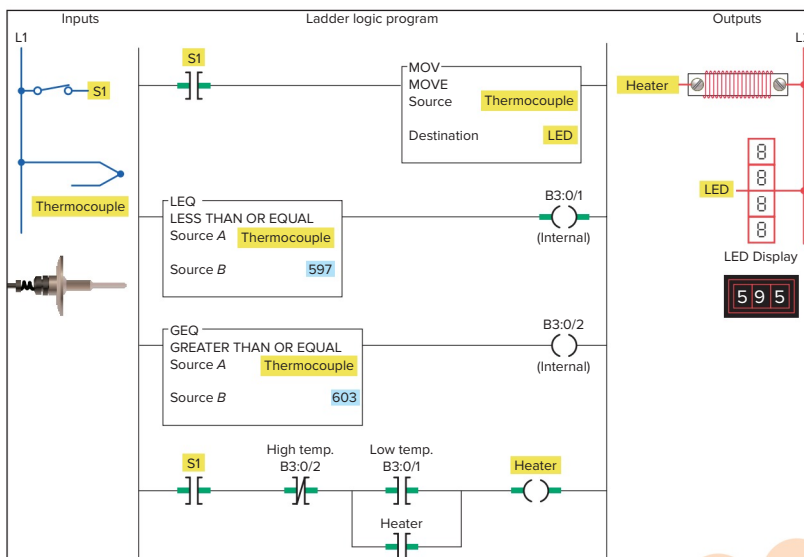 Inputs
Ladder logic program
Outputs
L1
S1
S1
MOV
MOVE
Source Thermocouple
Destination LED
Heater
Thermocouple
LED
LED Display
595
LEQ
LESS THAN OR EQUAL
Source A Thermocouple
Source B 597
B3:0/1
(Internal)
GEQ
GREATER THAN OR EQUAL
Source A Thermocouple
Source B 603
B3:0/2
(Internal)
S1
High temp.
B3:0/2
Low temp.
B3:0/1
Heater
Heater